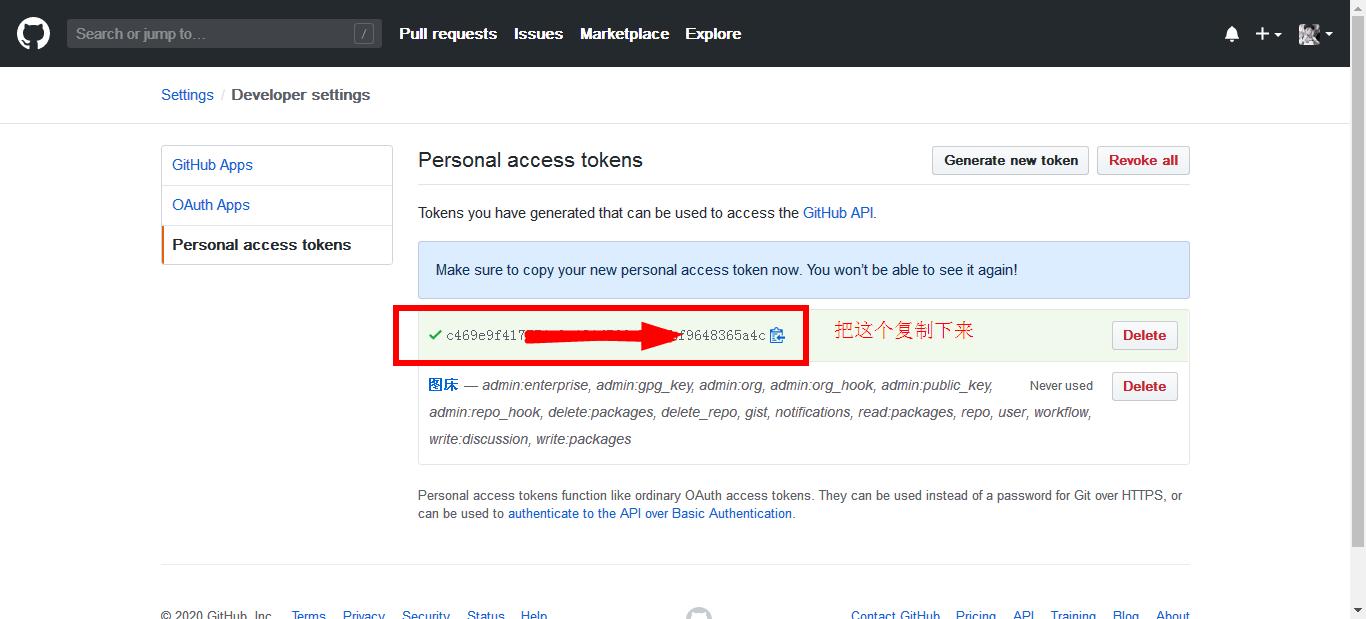 Search or jump to...
/
Pull requests Issues Marketplace Explore
Settings / Developer settings
GitHub Apps
OAuth Apps
Personal access tokens
Personal access tokens
Generate new token
Revoke all
Tokens you have generated that can be used to access the GitHub API.
Make sure to copy your new personal access token now. You won't be able to see it again!
把这个复制下来
Delete
图床 — admin:enterprise, admin:gpg_key, admin:org, admin:org_hook, admin:public_key,
admin:repo_hook, delete:packages, delete_repo, gist, notifications, read:packages, repo, user, workflow,
write:discussion, write:packages
Never used
Delete
Personal access tokens function like ordinary OAuth access tokens. They can be used instead of a password for Git over HTTPS, or
can be used to authenticate to the API over Basic Authentication.
© 2020 GitHub, Inc. Terms Privacy Security Status Help
Contact GitHub Pricing API Training Blog About